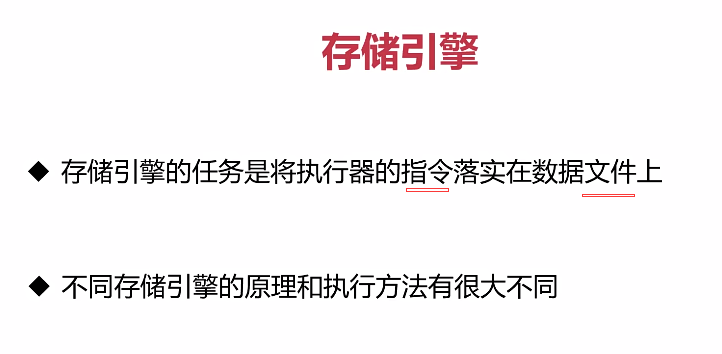 存储引擎
◆ 存储引擎的任务是将执行器的指令落实在数据文件上
◆ 不同存储引擎的原理和执行方法有很大不同